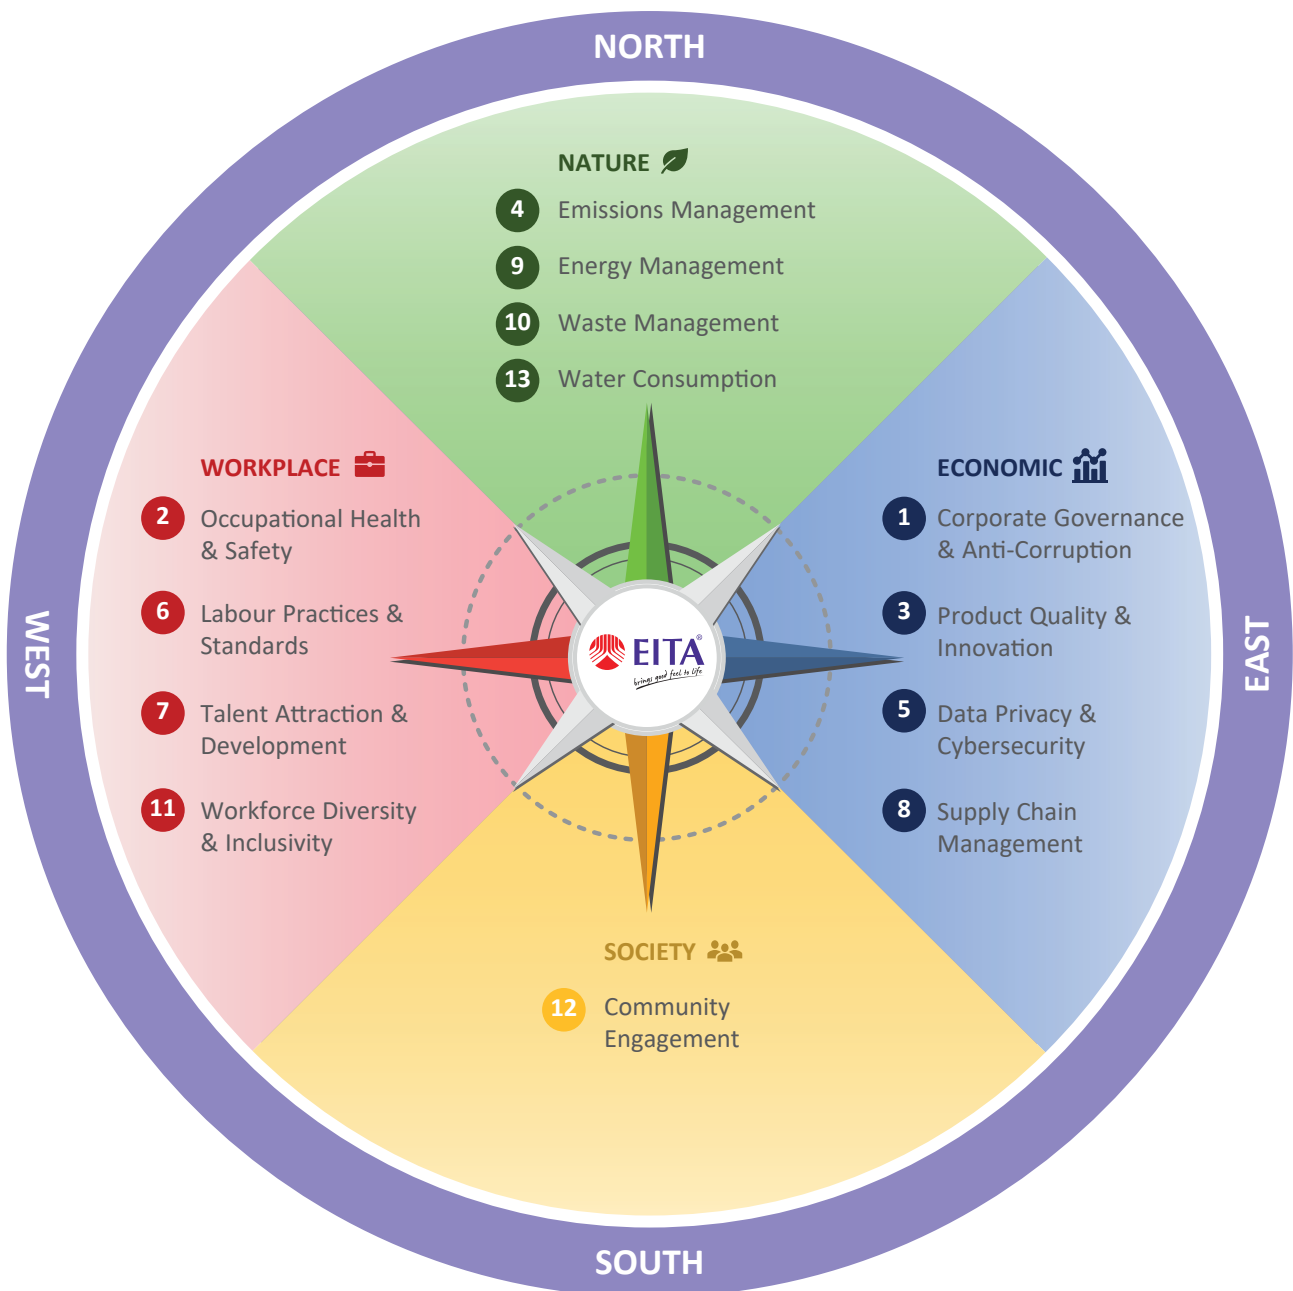 NORTH
NATURE
4 Emissions Management
9 Energy Management
10 Waste Management
13 Water Consumption
WEST
WORKPLACE
2 Occupational Health
& Safety
6 Labour Practices &
Standards
7 Talent Attraction &
Development
11 Workforce Diversity
& Inclusivity
EITA®
brings good feel to life
ECONOMIC
1 Corporate Governance
& Anti-Corruption
3 Product Quality &
Innovation
5 Data Privacy &
Cybersecurity
8 Supply Chain
Management
EAST
SOCIETY
12 Community
Engagement
SOUTH